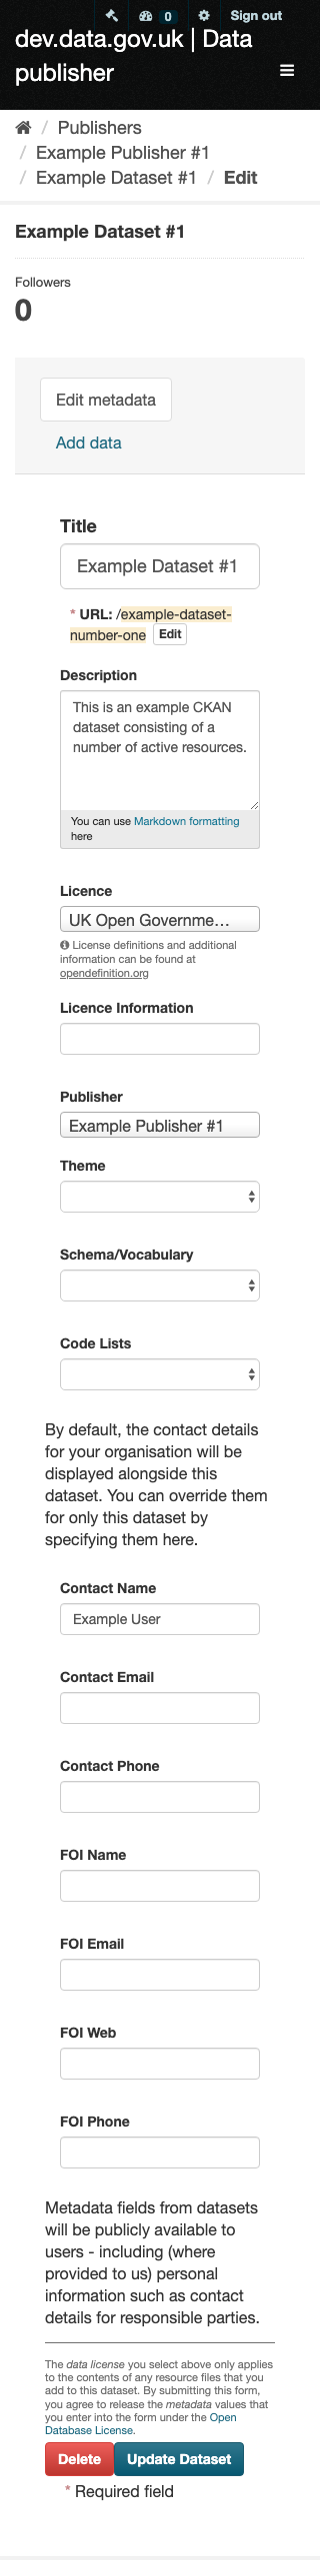 0 Sign out
dev.data.gov.uk | Data
publisher
/ Publishers
/ Example Publisher #1
/ Example Dataset #1 / Edit
Example Dataset #1
Followers
0
Edit metadata
Add data
Title
Example Dataset #1
* URL: /example-dataset-
number-one Edit
Description
This is an example CKAN
dataset consisting of a
number of active resources.
You can use Markdown formatting
here
Licence
UK Open Governme...
License definitions and additional
information can be found at
opendefinition.org
Licence Information
Publisher
Example Publisher #1
Theme
Schema/Vocabulary
Code Lists
By default, the contact details
for your organisation will be
displayed alongside this
dataset. You can override them
for only this dataset by
specifying them here.
Contact Name
Example User
Contact Email
Contact Phone
FOI Name
FOI Email
FOI Web
FOI Phone
Metadata fields from datasets
will be publicly available to
users - including (where
provided to us) personal
information such as contact
details for responsible parties.
The data license you select above only applies
to the contents of any resource files that you
add to this dataset. By submitting this form,
you agree to release the metadata values that
you enter into the form under the Open
Database License.
Delete Update Dataset
* Required field